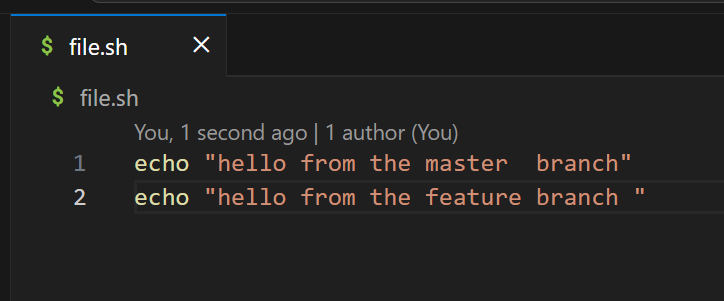 $ file.sh ×
$ file.sh
You, 1 second ago | 1 author (You)
1 echo "hello from the master  branch"
2 echo "hello from the feature branch "